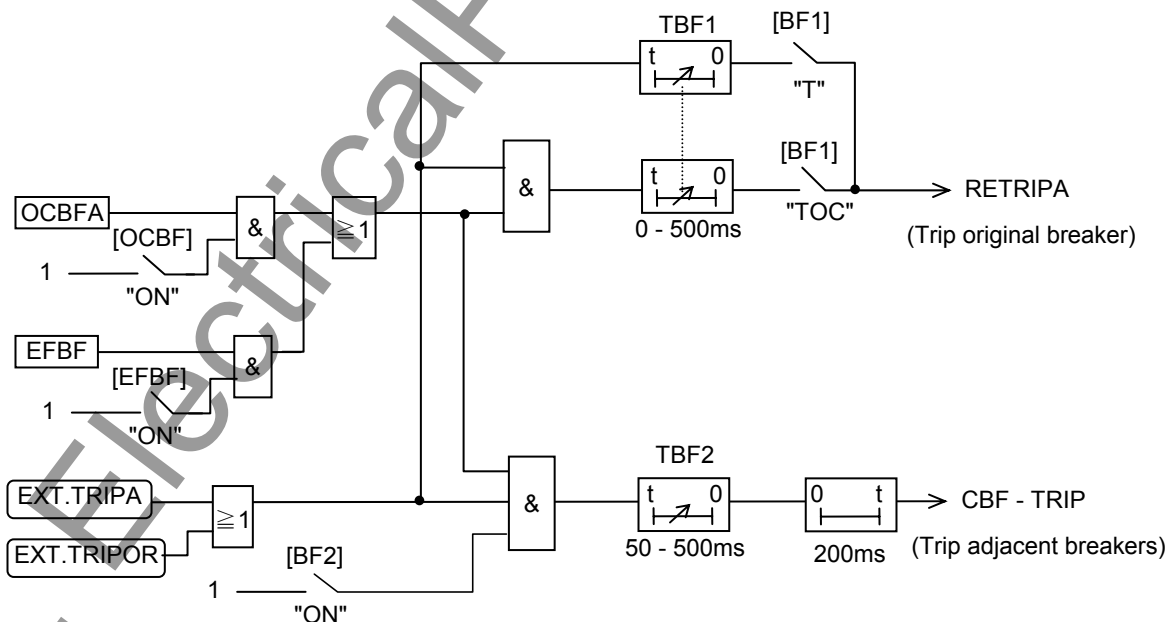 TBF1
[BF1]
t 0
"T"
&
t 0
0 - 500ms
[BF1]
"TOC"
RETRIPA
(Trip original breaker)
OCBFA
[OCBF]
1
"ON"
&
≧1
EFBF
[EFBF]
1
"ON"
&
EXT.TRIPA
EXT.TRIPOR
≧1
[BF2]
1
"ON"
&
TBF2
t 0
50 - 500ms
0 t
200ms
CBF - TRIP
(Trip adjacent breakers)